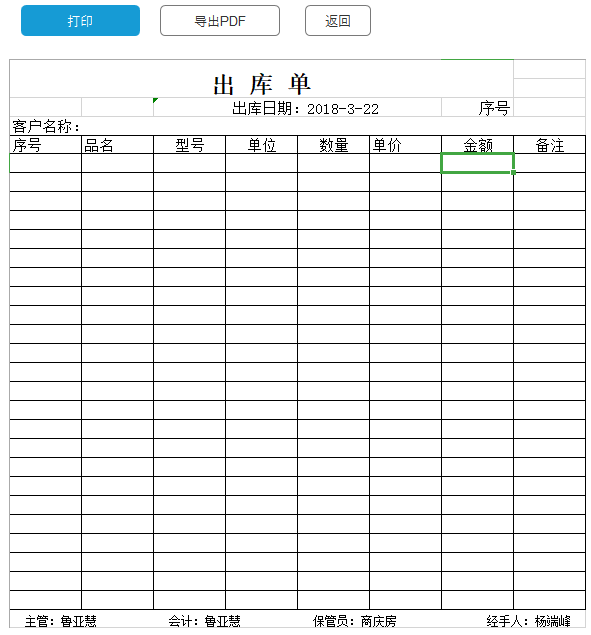 打印 导出PDF 返回
出 库 单
出库日期：2018-3-22 序号
客户名称：
序号 品名 型号 单位 数量 单价 金额 备注
主管：鲁亚慧 会计：鲁亚慧 保管员：商庆房 经手人：杨端峰